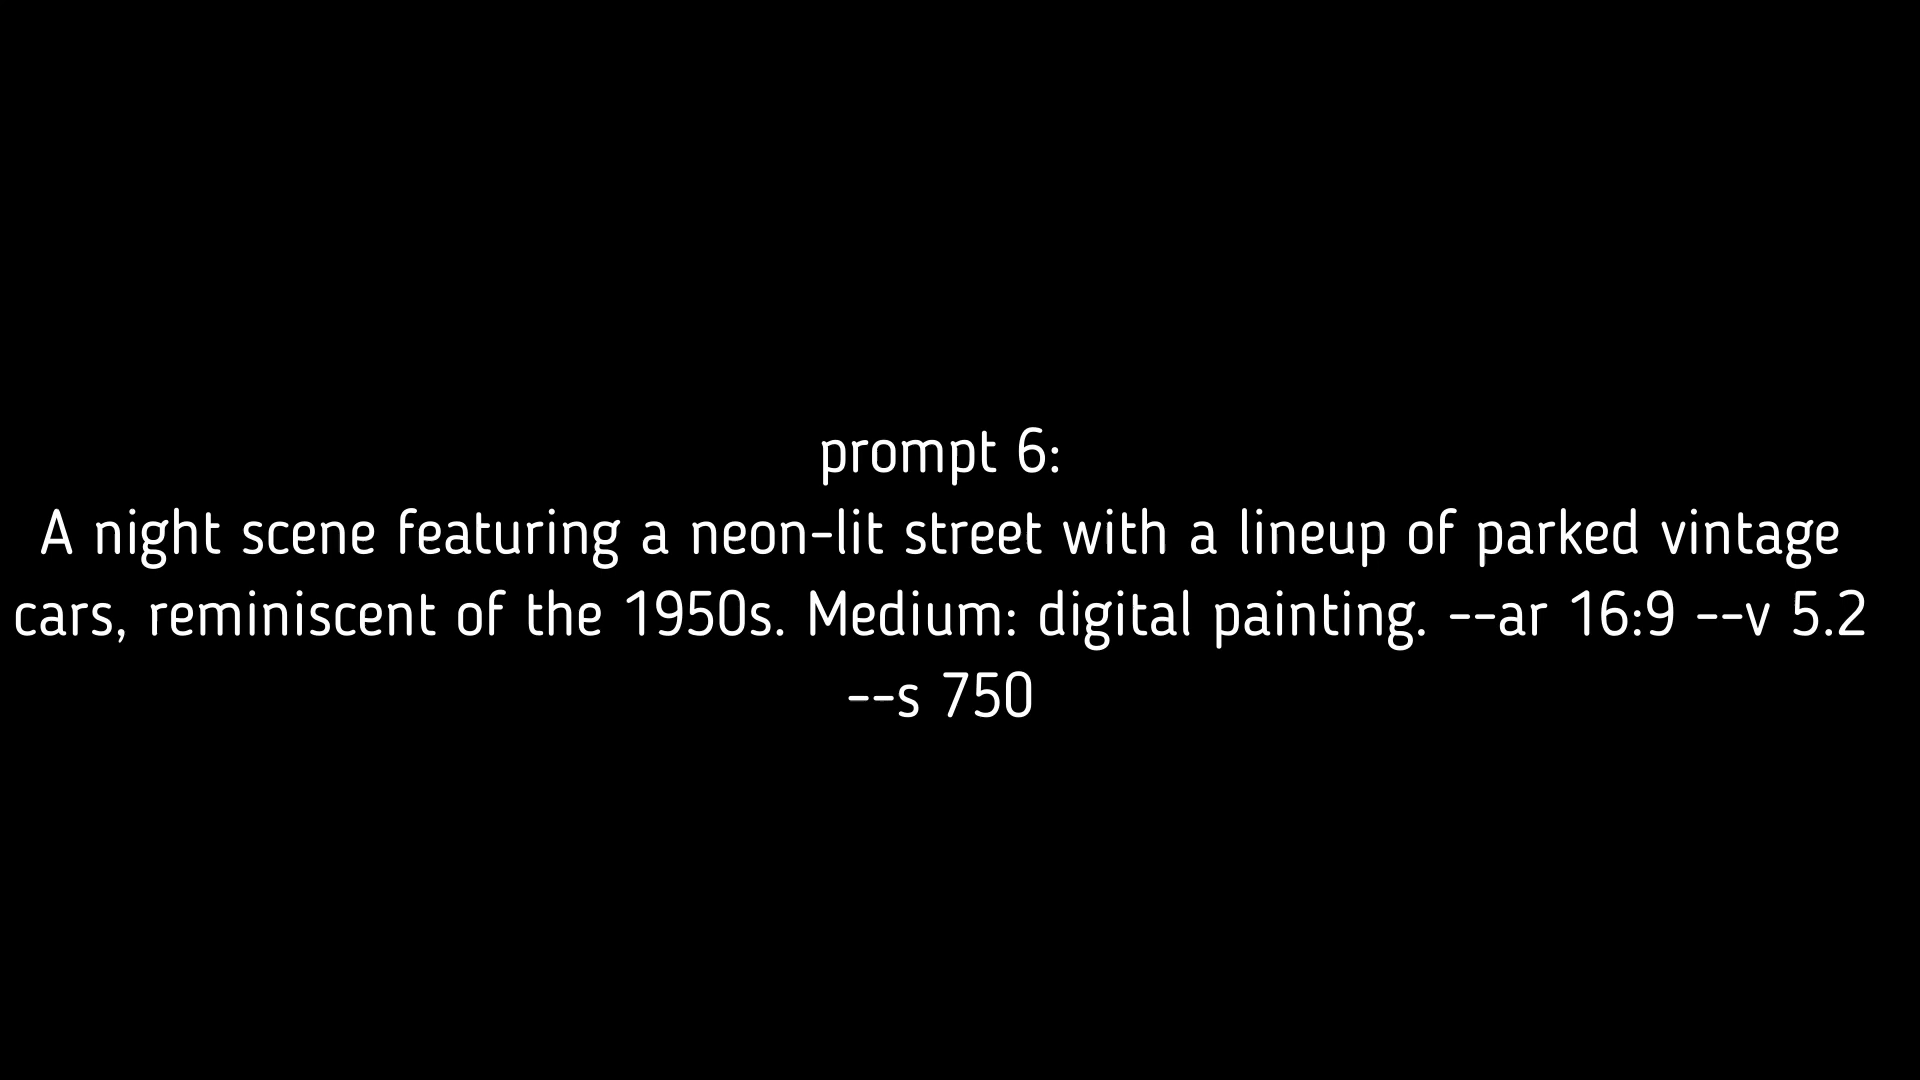 prompt 6:
A night scene featuring a neon-lit street with a lineup of parked vintage
cars, reminiscent of the 1950s. Medium: digital painting. --ar 16:9 --v 5.2
--s 750